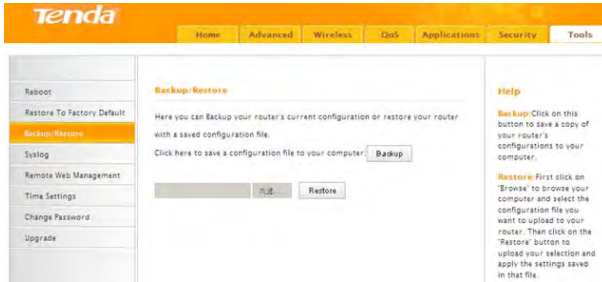 Tenda
Home Advanced Wireless QoS Applications Security Tools
Reboot
Restore To Factory Default
Backup/Restore
Syslog
Remote Web Management
Time Settings
Change Password
Upgrade
Backup/Restore
Here you can Backup your router's current configuration or restore your router
with a saved configuration file.
Click here to save a configuration file to your computer: Backup
Restore
Help
Backup:Click on this
button to save a copy of
your router's
configurations to your
computer.
Restore:First click on
"Browse" to browse your
computer and select the
configuration file you
want to upload to your
router. Then click on the
"Restore" button to
upload your selection and
apply the settings saved
in that file.